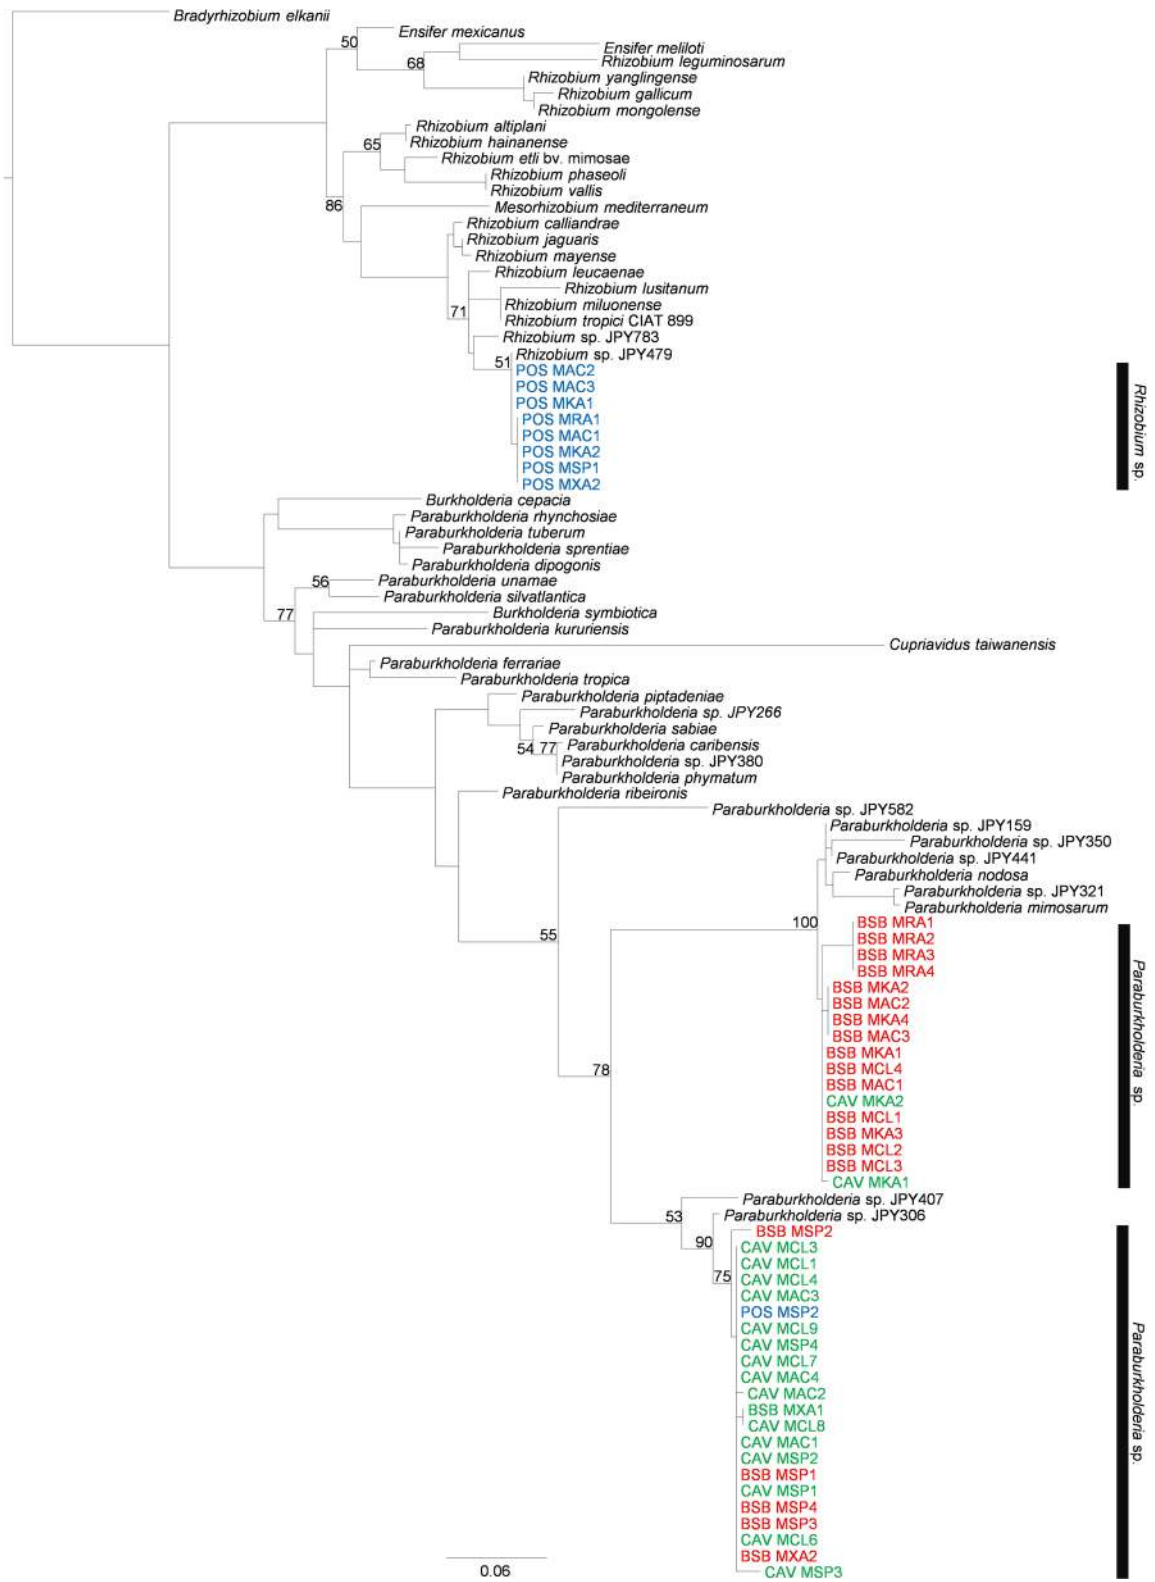 Bradyrhizobium elkanii
Ensifer mexicanus
50
Ensifer meliloti
Rhizobium leguminosarum
68
Rhizobium yanglingense
Rhizobium gallicum
Rhizobium mongolense
Rhizobium altiplani
Rhizobium hainanense
65
Rhizobium etli bv. mimosae
Rhizobium phaseoli
Rhizobium vallis
86
Mesorhizobium mediterraneum
Rhizobium calliandrae
Rhizobium jaguaris
Rhizobium mayense
Rhizobium leucaenae
Rhizobium lusitanum
Rhizobium miluonense
71
Rhizobium tropici CIAT 899
Rhizobium sp. JPY783
Rhizobium sp. JPY479
51
POS MAC2
POS MAC3
POS MKA1
POS MRA1
POS MAC1
POS MKA2
POS MSP1
POS MXA2
Rhizobium sp.
Burkholderia cepacia
Paraburkholderia rhynchosiae
Paraburkholderia tuberum
Paraburkholderia sprentiae
Paraburkholderia dipogonis
56
Paraburkholderia unamae
Paraburkholderia silvatlantica
77
Burkholderia symbiotica
Paraburkholderia kururiensis
Cupriavidus taiwanensis
Paraburkholderia ferrariae
Paraburkholderia tropica
Paraburkholderia piptadeniae
Paraburkholderia sp. JPY266
Paraburkholderia sabiae
54
77
Paraburkholderia caribensis
Paraburkholderia sp. JPY380
Paraburkholderia phymatum
Paraburkholderia ribeironis
Paraburkholderia sp. JPY582
Paraburkholderia sp. JPY159
Paraburkholderia sp. JPY350
Paraburkholderia sp. JPY441
Paraburkholderia nodosa
Paraburkholderia sp. JPY321
Paraburkholderia mimosarum
55
100
BSB MRA1
BSB MRA2
BSB MRA3
BSB MRA4
BSB MKA2
BSB MAC2
BSB MKA4
BSB MAC3
BSB MKA1
78
BSB MCL4
BSB MAC1
CAV MKA2
BSB MCL1
BSB MKA3
BSB MCL2
BSB MCL3
CAV MKA1
Paraburkholderia sp.
Paraburkholderia sp. JPY407
53
Paraburkholderia sp. JPY306
90
BSB MSP2
CAV MCL3
CAV MCL1
75
CAV MCL4
CAV MAC3
POS MSP2
CAV MCL9
CAV MSP4
CAV MCL7
CAV MAC4
CAV MAC2
BSB MXA1
CAV MCL8
CAV MAC1
CAV MSP2
BSB MSP1
CAV MSP1
BSB MSP4
BSB MSP3
CAV MCL6
BSB MXA2
CAV MSP3
Paraburkholderia sp.
0.06